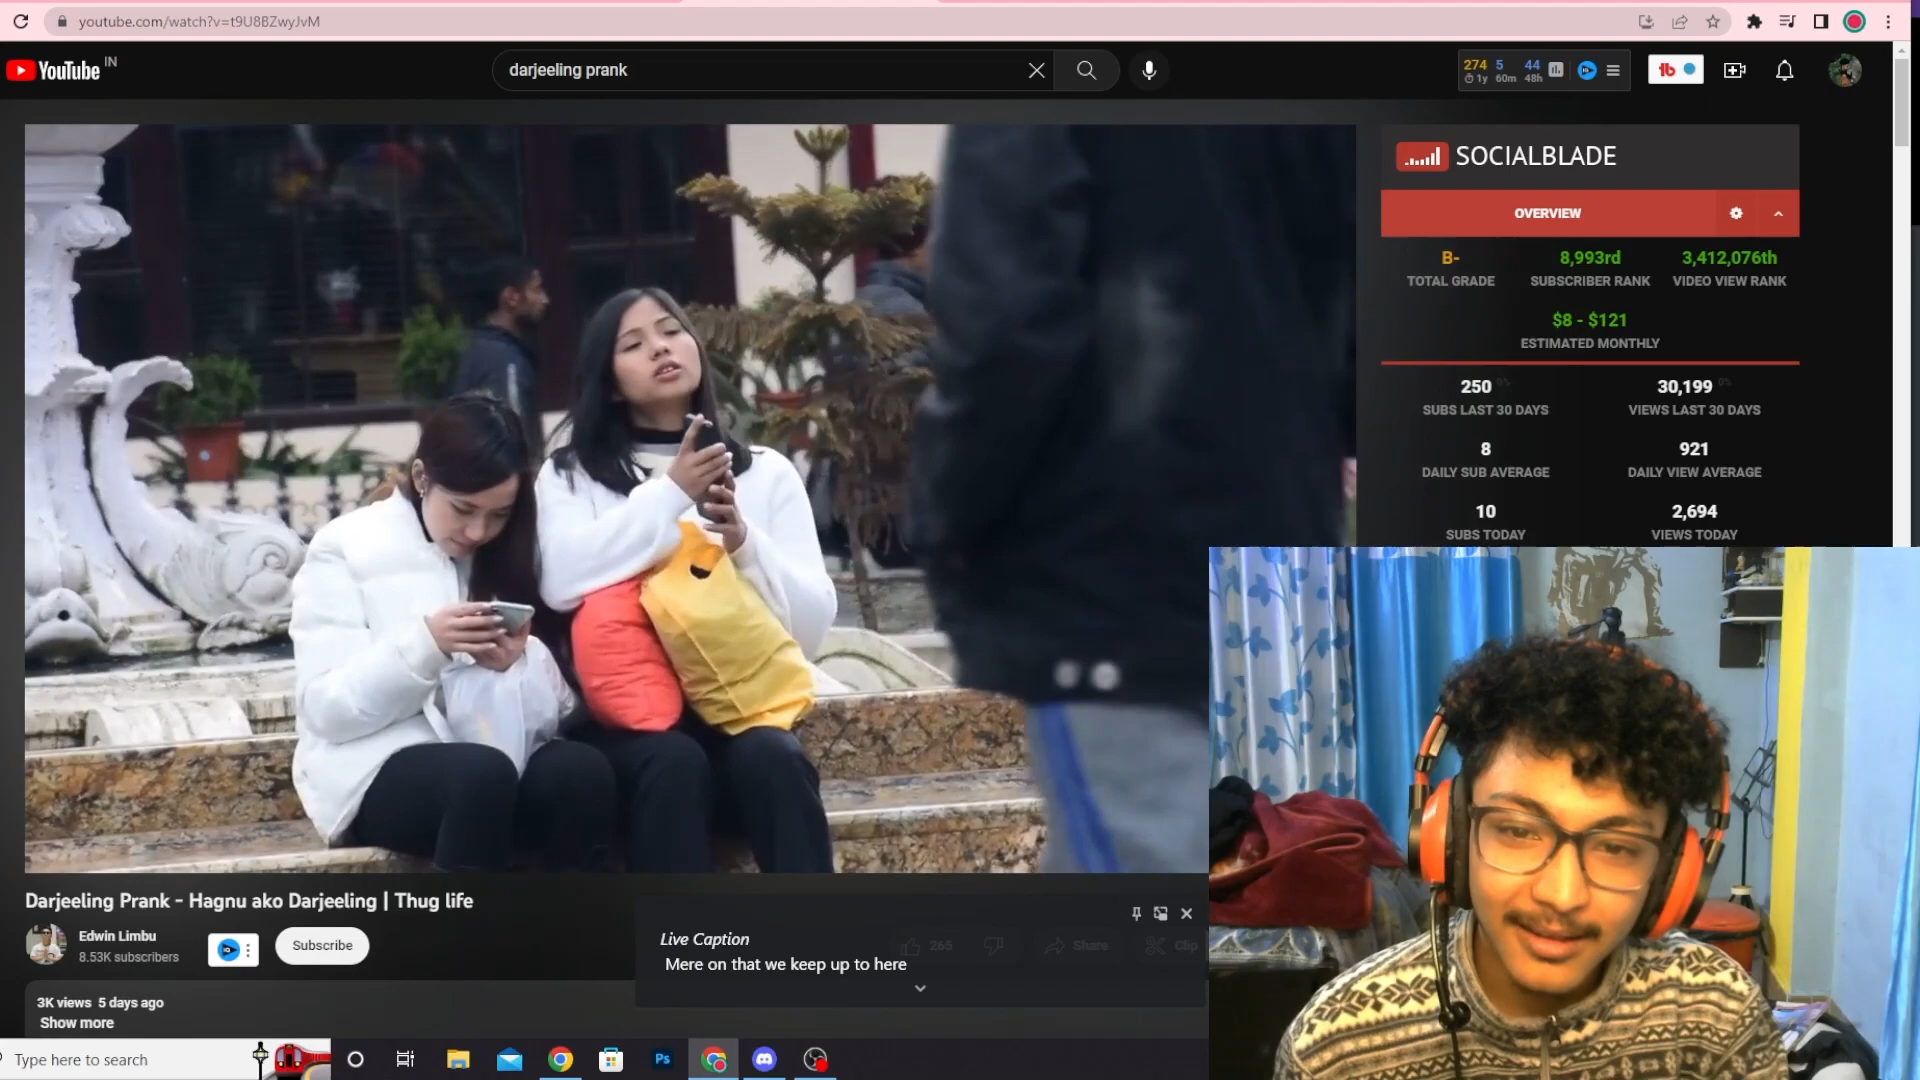 youtube.com/watch?v=t9U8BZwyJvM
YouTube IN
darjeeling prank
274 5 44
1y 60m 48h
SOCIALBLADE
OVERVIEW
B- 8,993rd 3,412,076th
TOTAL GRADE SUBSCRIBER RANK VIDEO VIEW RANK
$8 - $121
ESTIMATED MONTHLY
250 30,199
SUBS LAST 30 DAYS VIEWS LAST 30 DAYS
8 921
DAILY SUB AVERAGE DAILY VIEW AVERAGE
10 2,694
SUBS TODAY VIEWS TODAY
Darjeeling Prank - Hagnu ako Darjeeling | Thug life
Edwin Limbu
8.53K subscribers
Subscribe
265 Share Clip
Live Caption
Mere on that we keep up to here
3K views 5 days ago
Show more
Type here to search
Ps